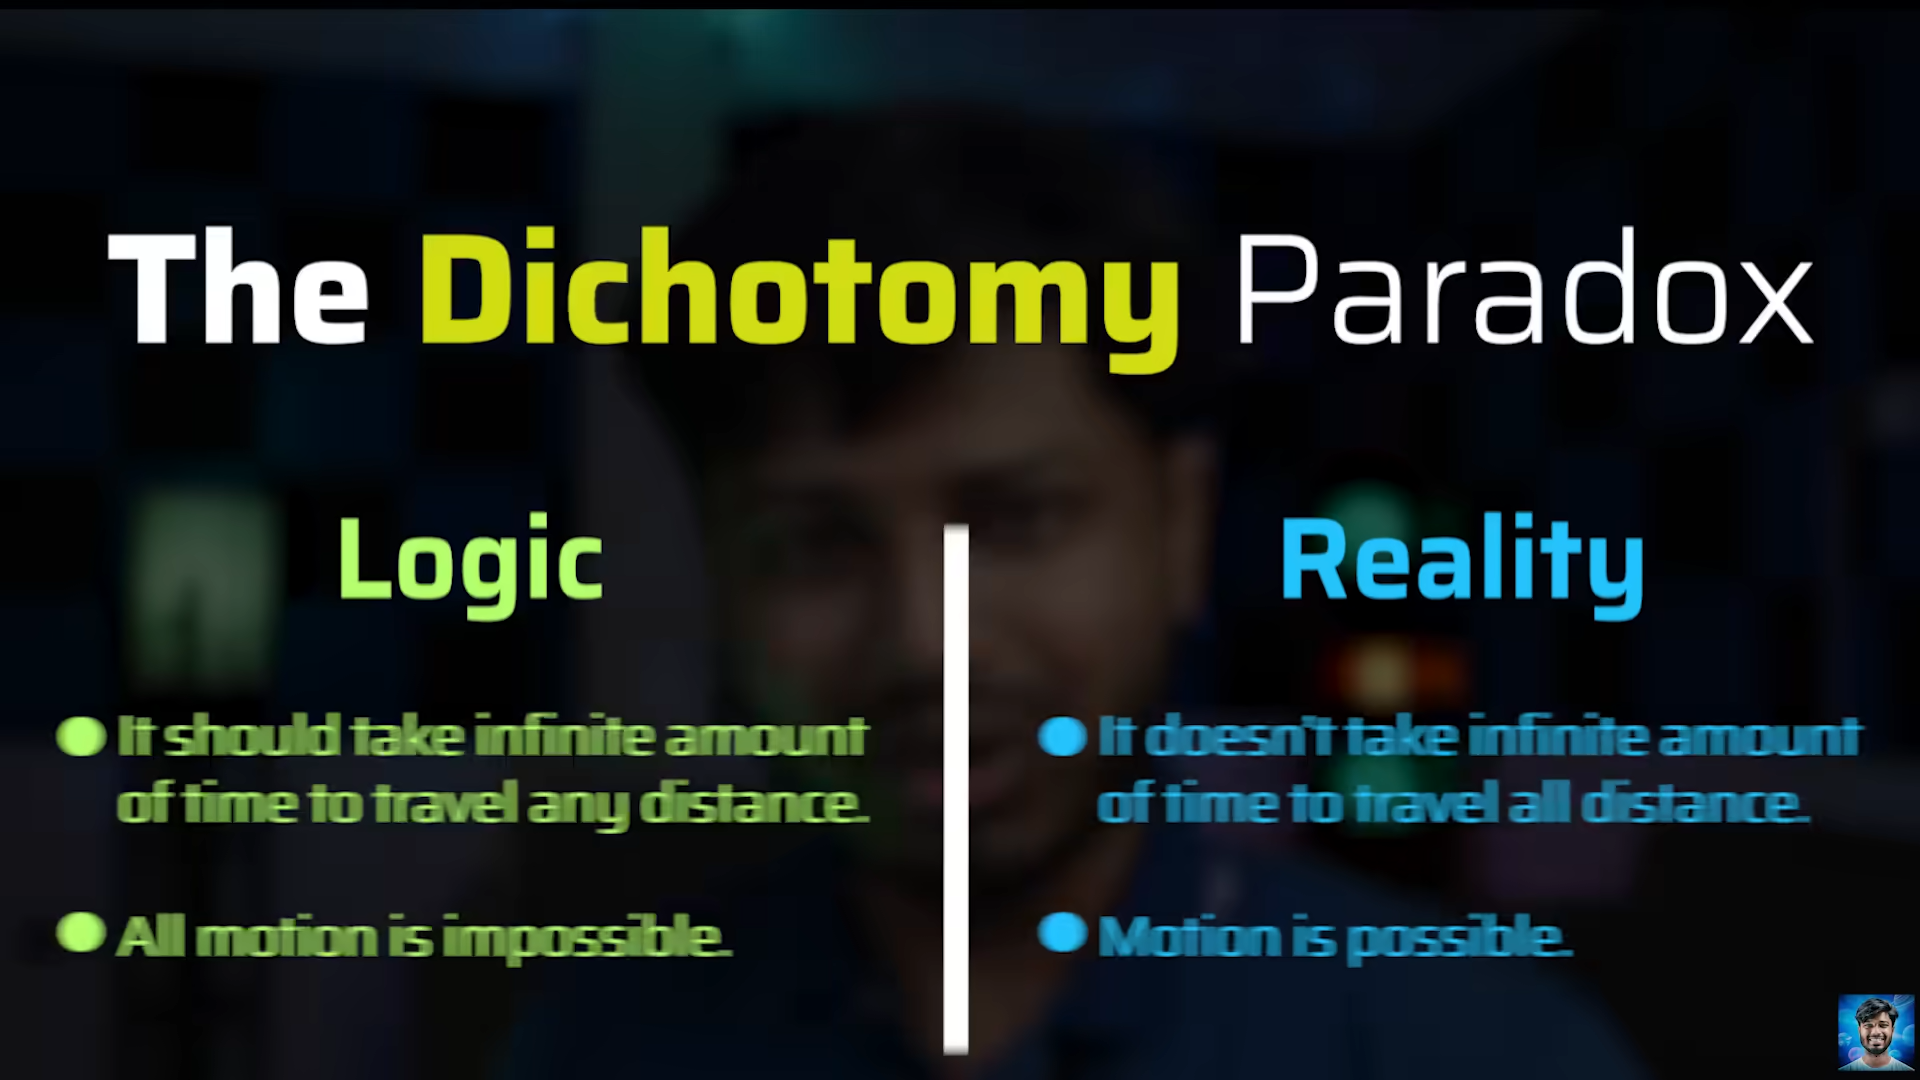 The Dichotomy Paradox
Logic
It should take infinite amount
of time to travel any distance.
All motion is impossible.
Reality
It doesn't take infinite amount
of time to travel all distance.
Motion is possible.